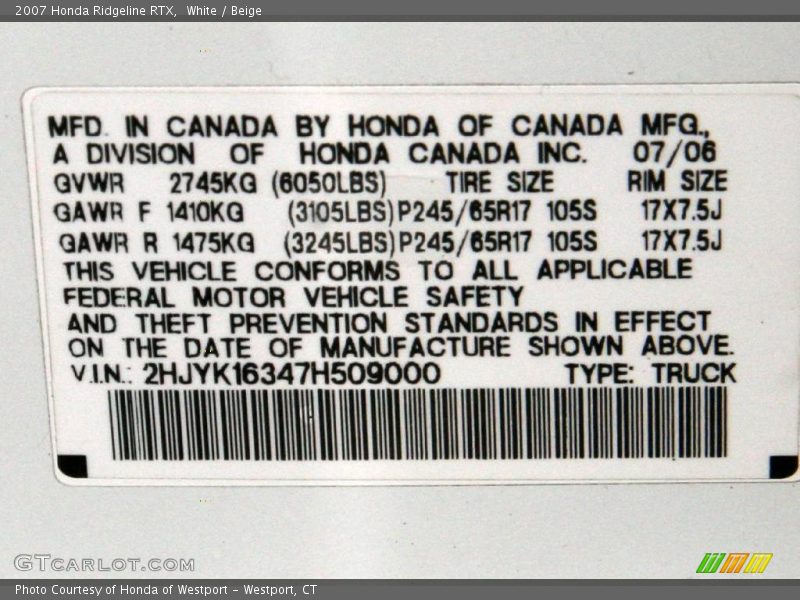 2007 Honda Ridgeline RTX, White / Beige
MFD. IN CANADA BY HONDA OF CANADA MFG.,
A DIVISION OF HONDA CANADA INC. 07/06
GVWR 2745KG (6050LBS) TIRE SIZE RIM SIZE
GAWR F 1410KG (3105LBS) P245/65R17 105S 17X7.5J
GAWR R 1475KG (3245LBS) P245/65R17 105S 17X7.5J
THIS VEHICLE CONFORMS TO ALL APPLICABLE
FEDERAL MOTOR VEHICLE SAFETY
AND THEFT PREVENTION STANDARDS IN EFFECT
ON THE DATE OF MANUFACTURE SHOWN ABOVE.
V.I.N.: 2HJYK16347H509000 TYPE: TRUCK
GTCARLOT.COM
Photo Courtesy of Honda of Westport - Westport, CT